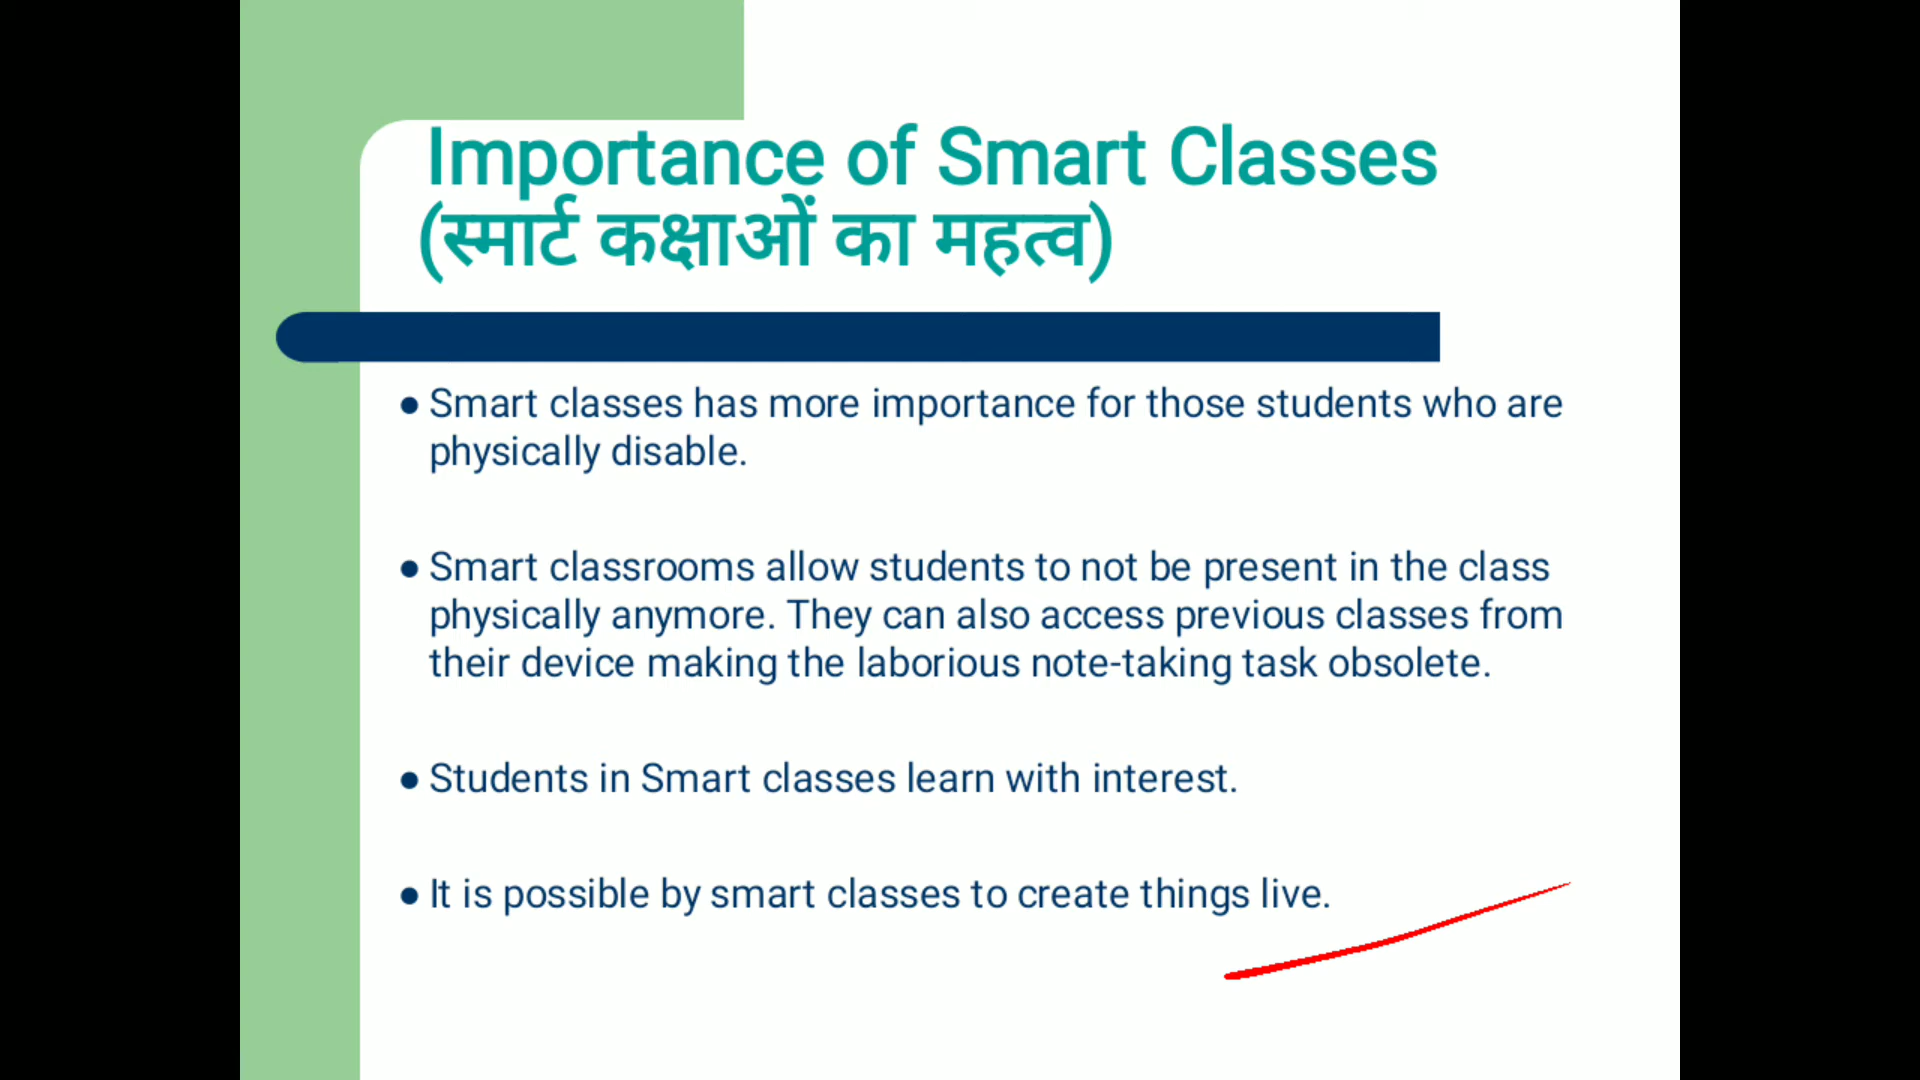 Importance of Smart Classes
(स्मार्ट कक्षाओं का महत्व)
● Smart classes has more importance for those students who are
physically disable.
● Smart classrooms allow students to not be present in the class
physically anymore. They can also access previous classes from
their device making the laborious note-taking task obsolete.
● Students in Smart classes learn with interest.
● It is possible by smart classes to create things live.